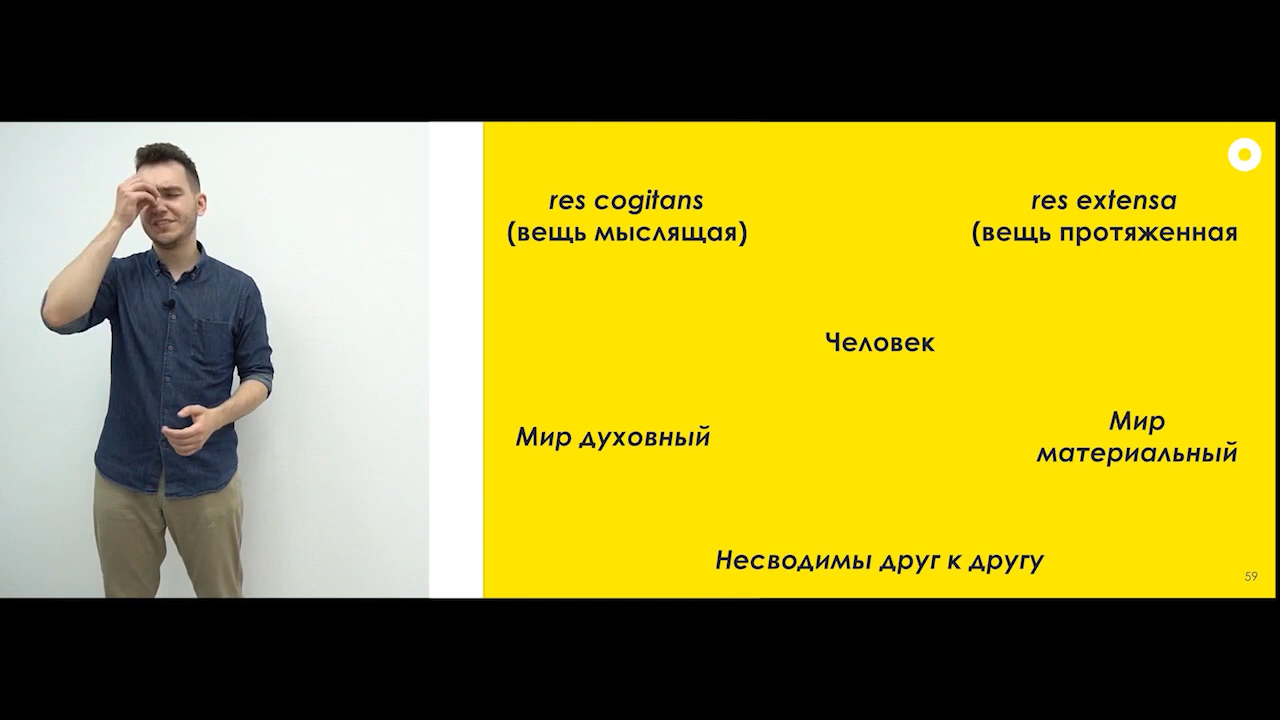 res cogitans
(вещь мыслящая)
res extensa
(вещь протяженная
Человек
Мир духовный
Мир
материальный
Несводимы друг к другу
59